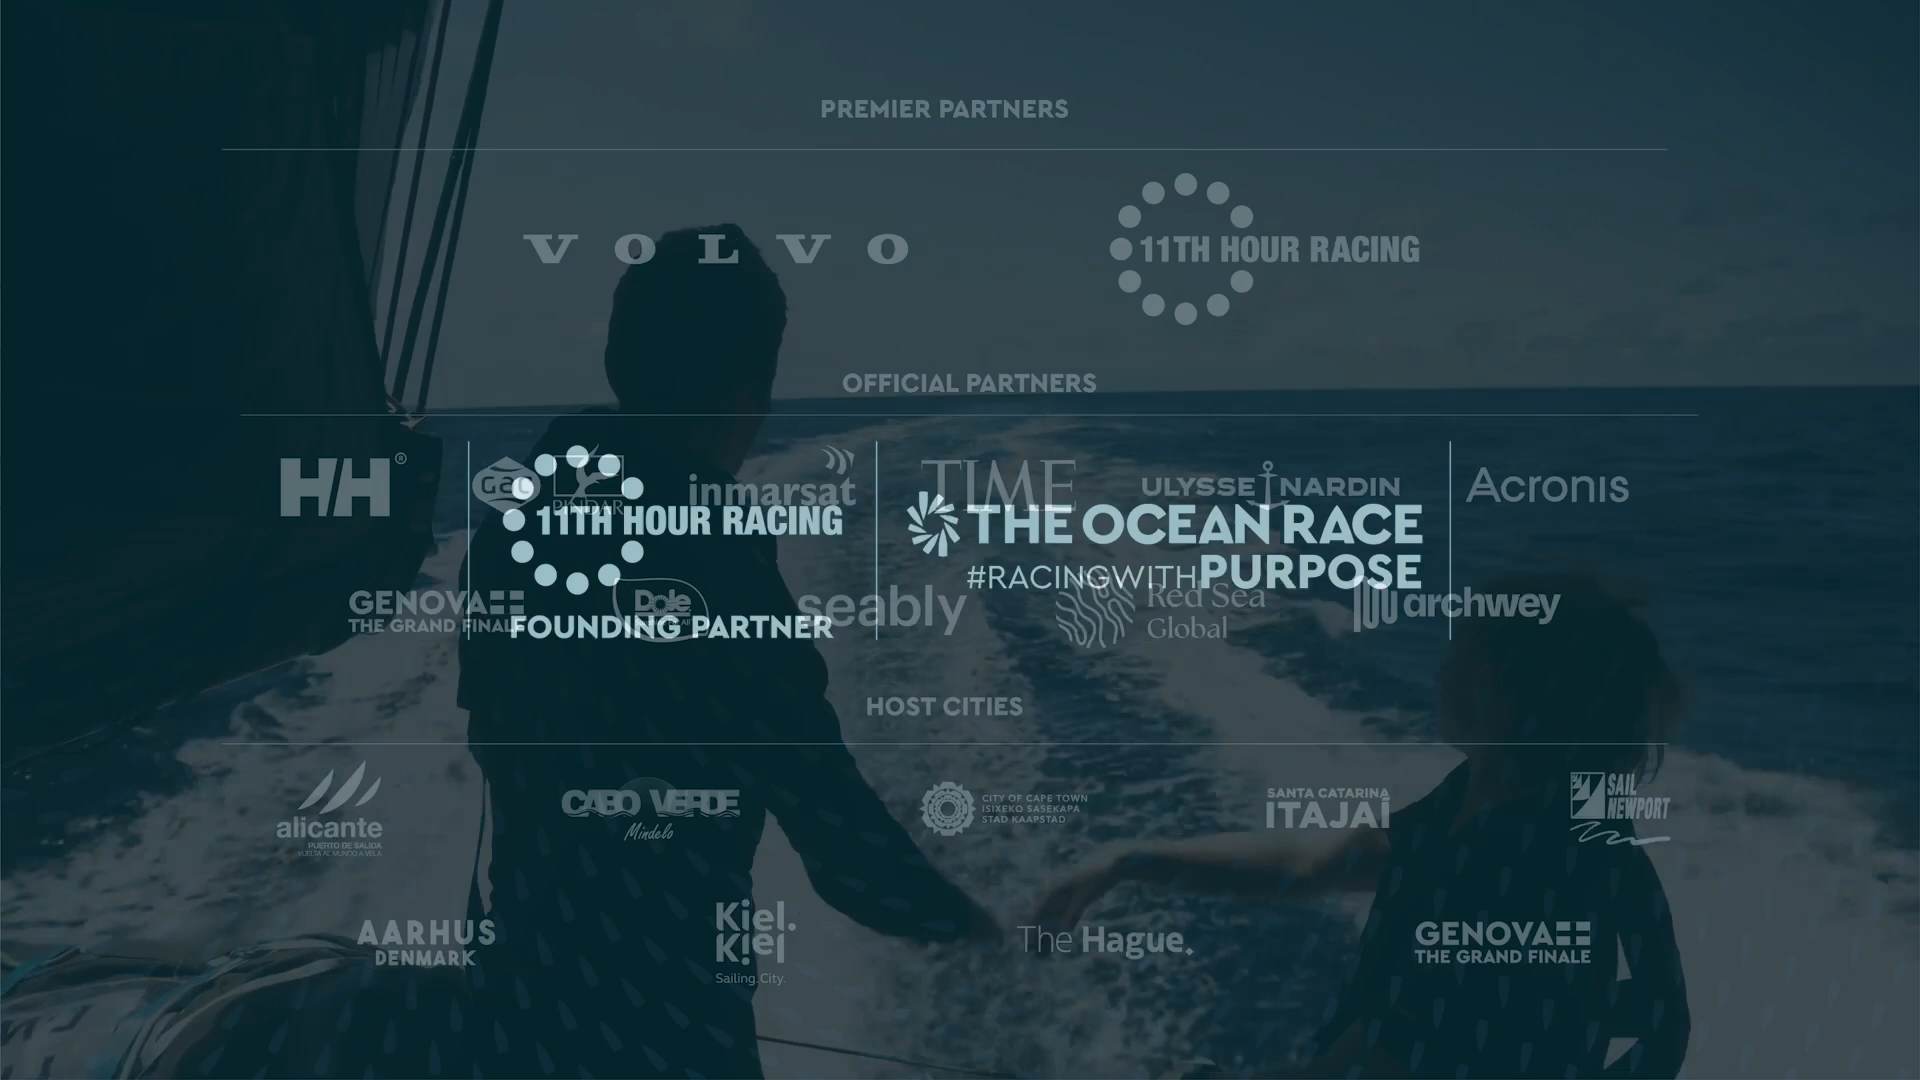 PREMIER PARTNERS
VOLVO
11TH HOUR RACING
OFFICIAL PARTNERS
HH®
GAC
PINDAR
inmarsat
TIME
ULYSSE NARDIN
Acronis
11TH HOUR RACING
FOUNDING PARTNER
THE OCEAN RACE
#RACINGWITHPURPOSE
GENOVA
THE GRAND FINALE
Dole
seably
Red Sea
Global
archwey
HOST CITIES
alicante
PUERTO DE SALIDA
VUELTA AL MUNDO A VELA
CABO VERDE
Mindelo
CITY OF CAPE TOWN
ISIXEKO SASEKAPA
STAD KAAPSTAD
SANTA CATARINA
ITAJAÍ
SAIL
NEWPORT
AARHUS
DENMARK
Kiel.
Kiel
Sailing.City.
The Hague.
GENOVA
THE GRAND FINALE